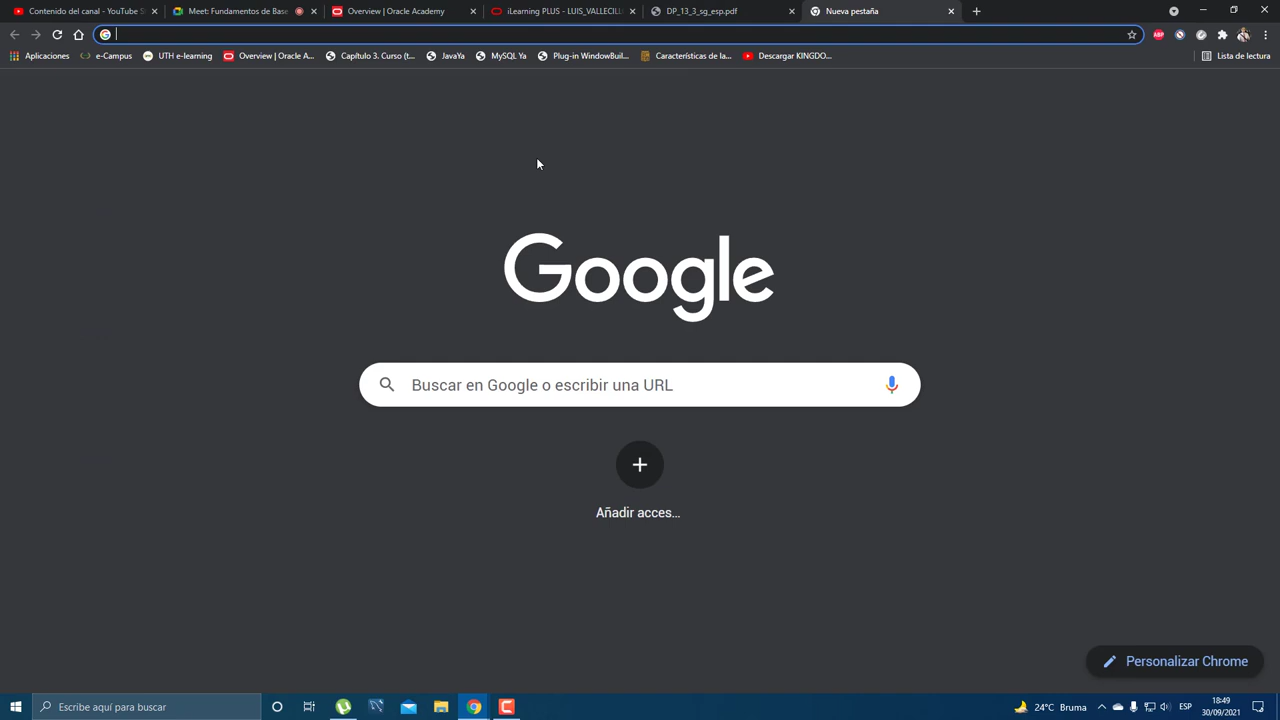 Contenido del canal - YouTube S
Meet: Fundamentos de Base
Overview | Oracle Academy
iLearning PLUS - LUIS_VALLECILL
DP_13_3_sg_esp.pdf
Nueva pestaña
Aplicaciones
e-Campus
UTH e-learning
Overview | Oracle A...
Capítulo 3. Curso (t...
JavaYa
MySQL Ya
Plug-in WindowBuil...
Características de la...
Descargar KINGDO...
Lista de lectura
Google
Buscar en Google o escribir una URL
Añadir acces...
Personalizar Chrome
Escribe aquí para buscar
24°C Bruma
ESP
18:49
30/09/2021